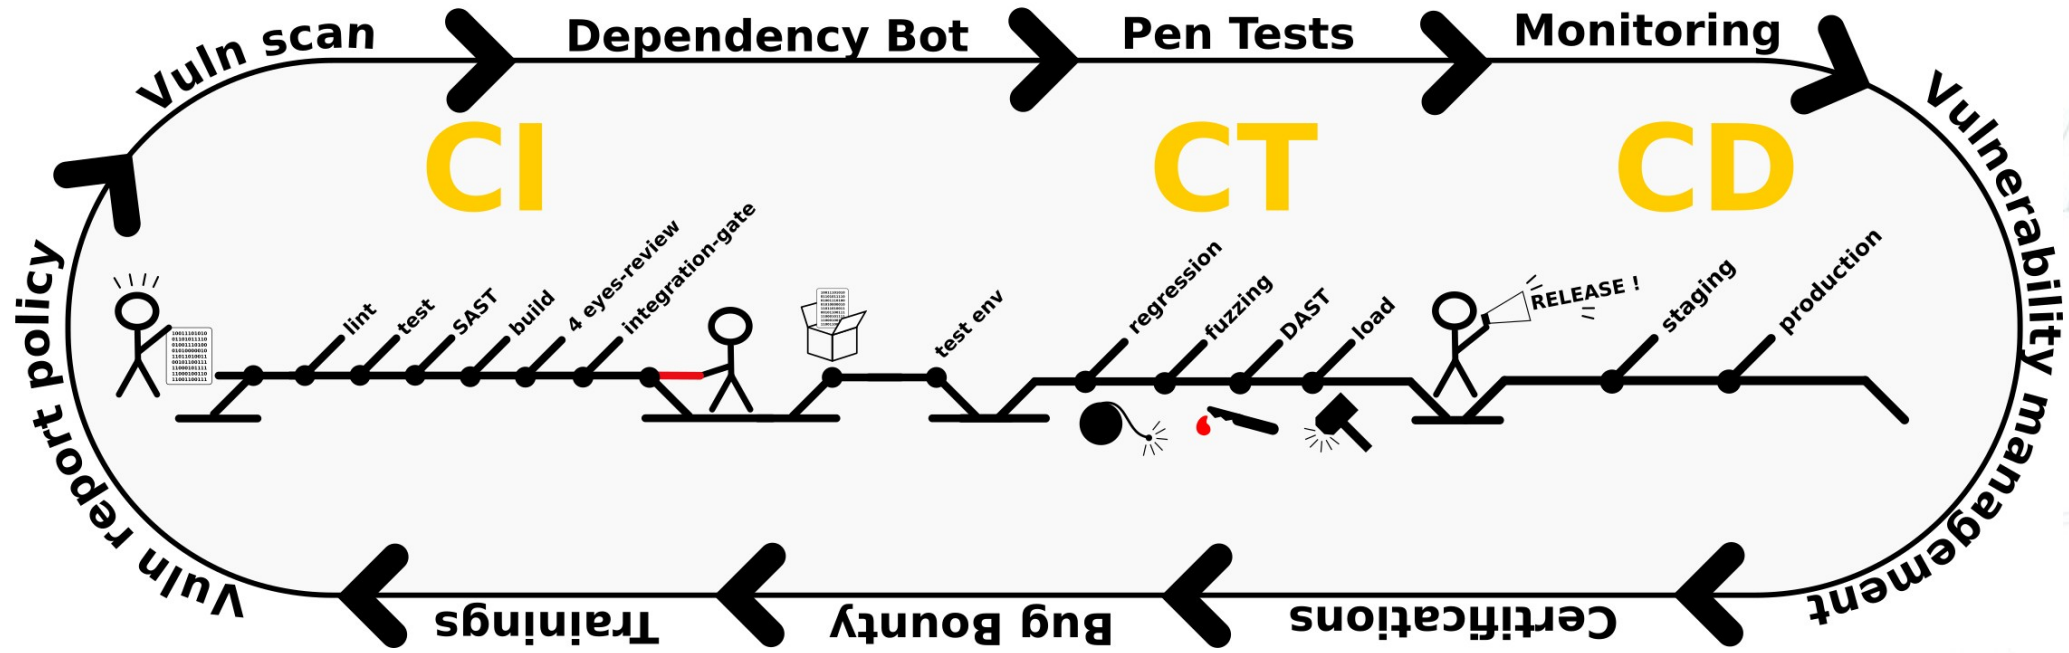 Vuln scan
Dependency Bot
Pen Tests
Monitoring
Vulnerability management
Certifications
Bug Bounty
Trainings
Vuln report policy
CI
CT
CD
lint
test
SAST
build
4 eyes-review
integration-gate
test env
regression
fuzzing
DAST
load
RELEASE !
staging
production